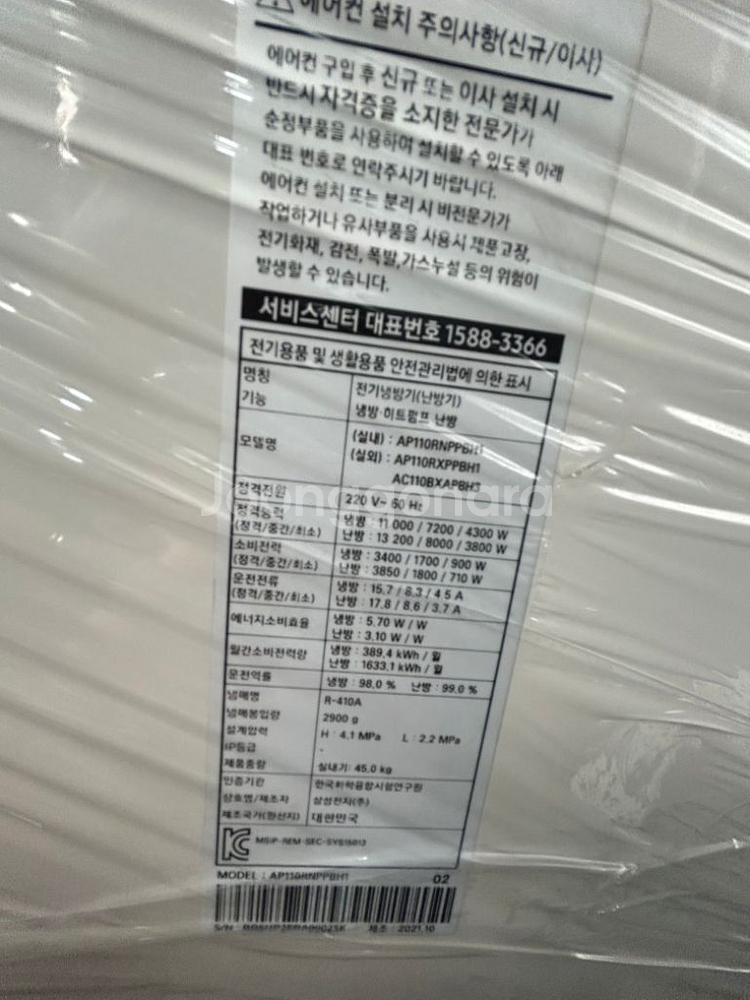 에어컨 설치 주의사항(신규/이사)
에어컨 구입 후 신규 또는 이사 설치 시
반드시 자격증을 소지한 전문가가
순정부품을 사용하여 설치할 수 있도록 아래
대표 번호로 연락주시기 바랍니다.
에어컨 설치 또는 분리 시 비전문가가
작업하거나 유사부품을 사용시 제품고장,
전기화재, 감전, 폭발,가스누설 등의 위험이
발생할 수 있습니다.
서비스센터 대표번호 1588-3366
전기용품 및 생활용품 안전관리법에 의한 표시
명칭 전기냉방기(난방기)
기능 냉방·히트펌프 난방
모델명 (실내) : AP110RNPPBH1
(실외) : AP110RXPPBH1
AC110BXAPBH3
정격전원 220 V~ 60 Hz
정격능력 냉방 : 11 000 / 7200 / 4300 W
(정격/중간/최소) 난방 : 13 200 / 8000 / 3800 W
소비전력 냉방 : 3400 / 1700 / 900 W
(정격/중간/최소) 난방 : 3850 / 1800 / 710 W
운전전류 냉방 : 15.7 / 8.3 / 4.5 A
(정격/중간/최소) 난방 : 17.8 / 8.6 / 3.7 A
에너지소비효율 냉방 : 5.70 W / W
난방 : 3.10 W / W
월간소비전력량 냉방 : 389.4 kWh / 월
난방 : 1633.1 kWh / 월
운전역률 냉방 : 98.0 % 난방 : 99.0 %
냉매명 R-410A
냉매봉입량 2900 g
설계압력 H : 4.1 MPa L : 2.2 MPa
IP등급 -
제품중량 실내기: 45.0 kg
인증기관 한국화학융합시험연구원
상호명/제조자 삼성전자(주)
제조국가(원산지) 대한민국
MSIP-REM-SEC-SYS15013
MODEL : AP110RNPPBH1 02
S/N 제조 : 2021.10
Joonggonara